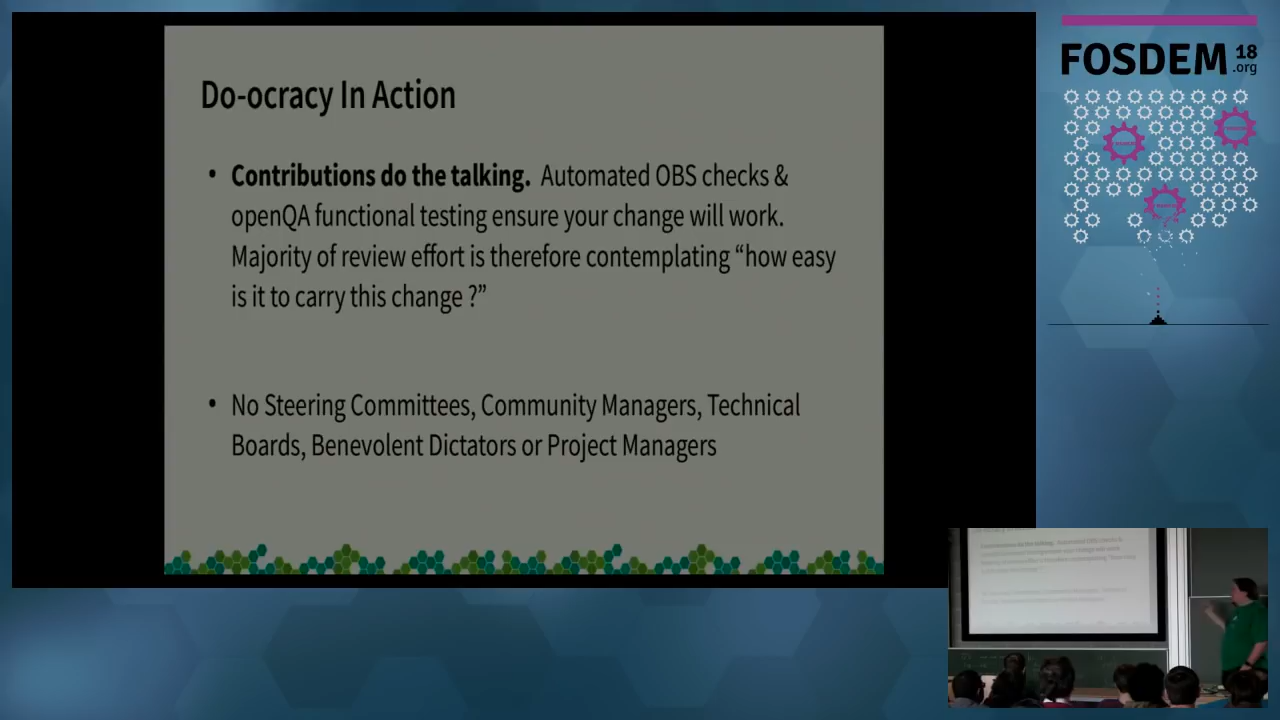 Do-ocracy In Action
• Contributions do the talking. Automated OBS checks &
openQA functional testing ensure your change will work.
Majority of review effort is therefore contemplating “how easy
is it to carry this change ?”
• No Steering Committees, Community Managers, Technical
Boards, Benevolent Dictators or Project Managers
FOSDEM 18
.org